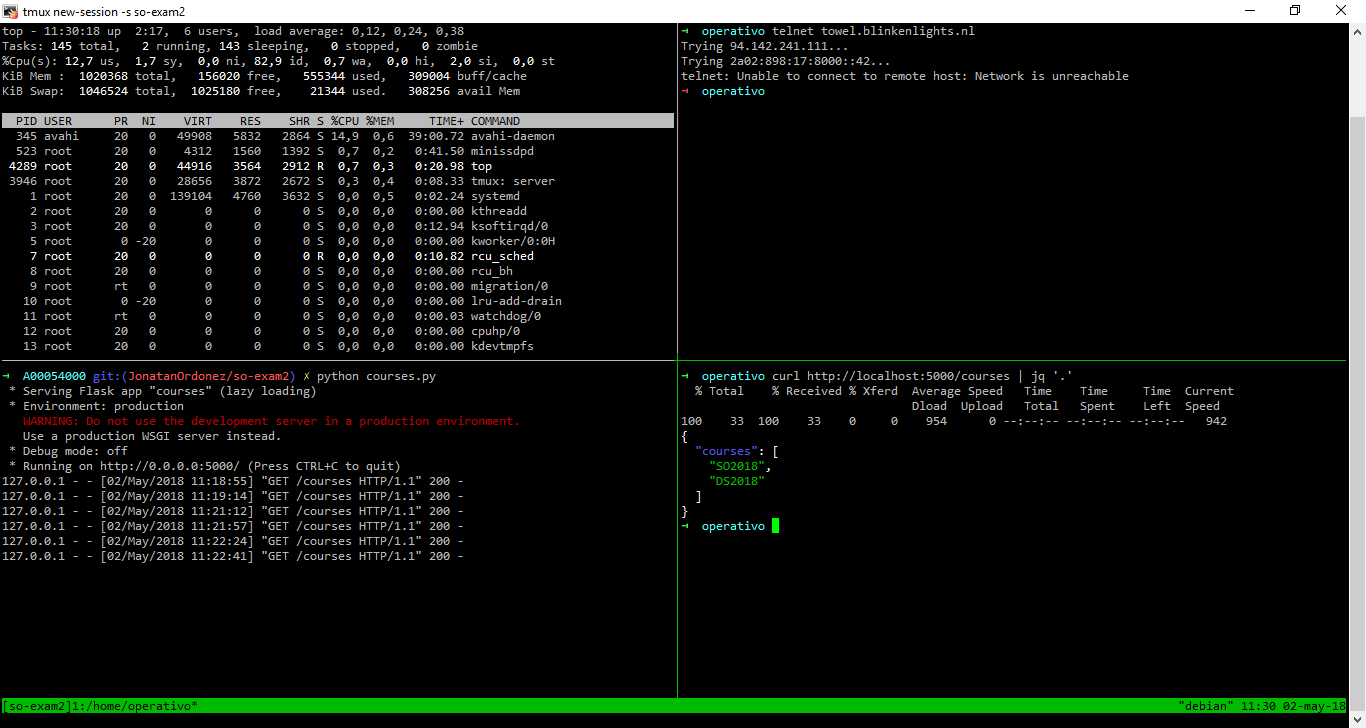 tmux new-session -s so-exam2
top - 11:30:18 up  2:17,  6 users,  load average: 0,12, 0,24, 0,38
Tasks: 145 total,   2 running, 143 sleeping,   0 stopped,   0 zombie
%Cpu(s): 12,7 us,  1,7 sy,  0,0 ni, 82,9 id,  0,7 wa,  0,0 hi,  2,0 si,  0,0 st
KiB Mem :  1020368 total,   156020 free,   555344 used,   309004 buff/cache
KiB Swap:  1046524 total,  1025180 free,    21344 used.   308256 avail Mem
  PID USER      PR  NI    VIRT    RES    SHR S %CPU %MEM     TIME+ COMMAND
  345 avahi     20   0   49908   5832   2864 S 14,9  0,6  39:00.72 avahi-daemon
  523 root      20   0    4312   1560   1392 S  0,7  0,2   0:41.50 minissdpd
 4289 root      20   0   44916   3564   2912 R  0,7  0,3   0:20.98 top
 3946 root      20   0   28656   3872   2672 S  0,3  0,4   0:08.33 tmux: server
    1 root      20   0  139104   4760   3632 S  0,0  0,5   0:02.24 systemd
    2 root      20   0       0      0      0 S  0,0  0,0   0:00.00 kthreadd
    3 root      20   0       0      0      0 S  0,0  0,0   0:12.94 ksoftirqd/0
    5 root       0 -20       0      0      0 S  0,0  0,0   0:00.00 kworker/0:0H
    7 root      20   0       0      0      0 R  0,0  0,0   0:10.82 rcu_sched
    8 root      20   0       0      0      0 S  0,0  0,0   0:00.00 rcu_bh
    9 root      rt   0       0      0      0 S  0,0  0,0   0:00.00 migration/0
   10 root       0 -20       0      0      0 S  0,0  0,0   0:00.00 lru-add-drain
   11 root      rt   0       0      0      0 S  0,0  0,0   0:00.03 watchdog/0
   12 root      20   0       0      0      0 S  0,0  0,0   0:00.00 cpuhp/0
   13 root      20   0       0      0      0 S  0,0  0,0   0:00.00 kdevtmpfs
→  operativo telnet towel.blinkenlights.nl
Trying 94.142.241.111...
Trying 2a02:898:17:8000::42...
telnet: Unable to connect to remote host: Network is unreachable
→  operativo
→  A00054000 git:(JonatanOrdonez/so-exam2) ✗ python courses.py
 * Serving Flask app "courses" (lazy loading)
 * Environment: production
   WARNING: Do not use the development server in a production environment.
   Use a production WSGI server instead.
 * Debug mode: off
 * Running on http://0.0.0.0:5000/ (Press CTRL+C to quit)
127.0.0.1 - - [02/May/2018 11:18:55] "GET /courses HTTP/1.1" 200 -
127.0.0.1 - - [02/May/2018 11:19:14] "GET /courses HTTP/1.1" 200 -
127.0.0.1 - - [02/May/2018 11:21:12] "GET /courses HTTP/1.1" 200 -
127.0.0.1 - - [02/May/2018 11:21:57] "GET /courses HTTP/1.1" 200 -
127.0.0.1 - - [02/May/2018 11:22:24] "GET /courses HTTP/1.1" 200 -
127.0.0.1 - - [02/May/2018 11:22:41] "GET /courses HTTP/1.1" 200 -
→  operativo curl http://localhost:5000/courses | jq '.'
  % Total    % Received % Xferd  Average Speed   Time    Time     Time  Current
                                 Dload  Upload   Total   Spent    Left  Speed
100    33  100    33    0     0    954      0 --:--:-- --:--:-- --:--:--   942
{
  "courses": [
    "SO2018",
    "DS2018"
  ]
}
→  operativo
[so-exam2]1:/home/operativo* "debian" 11:30 02-may-18